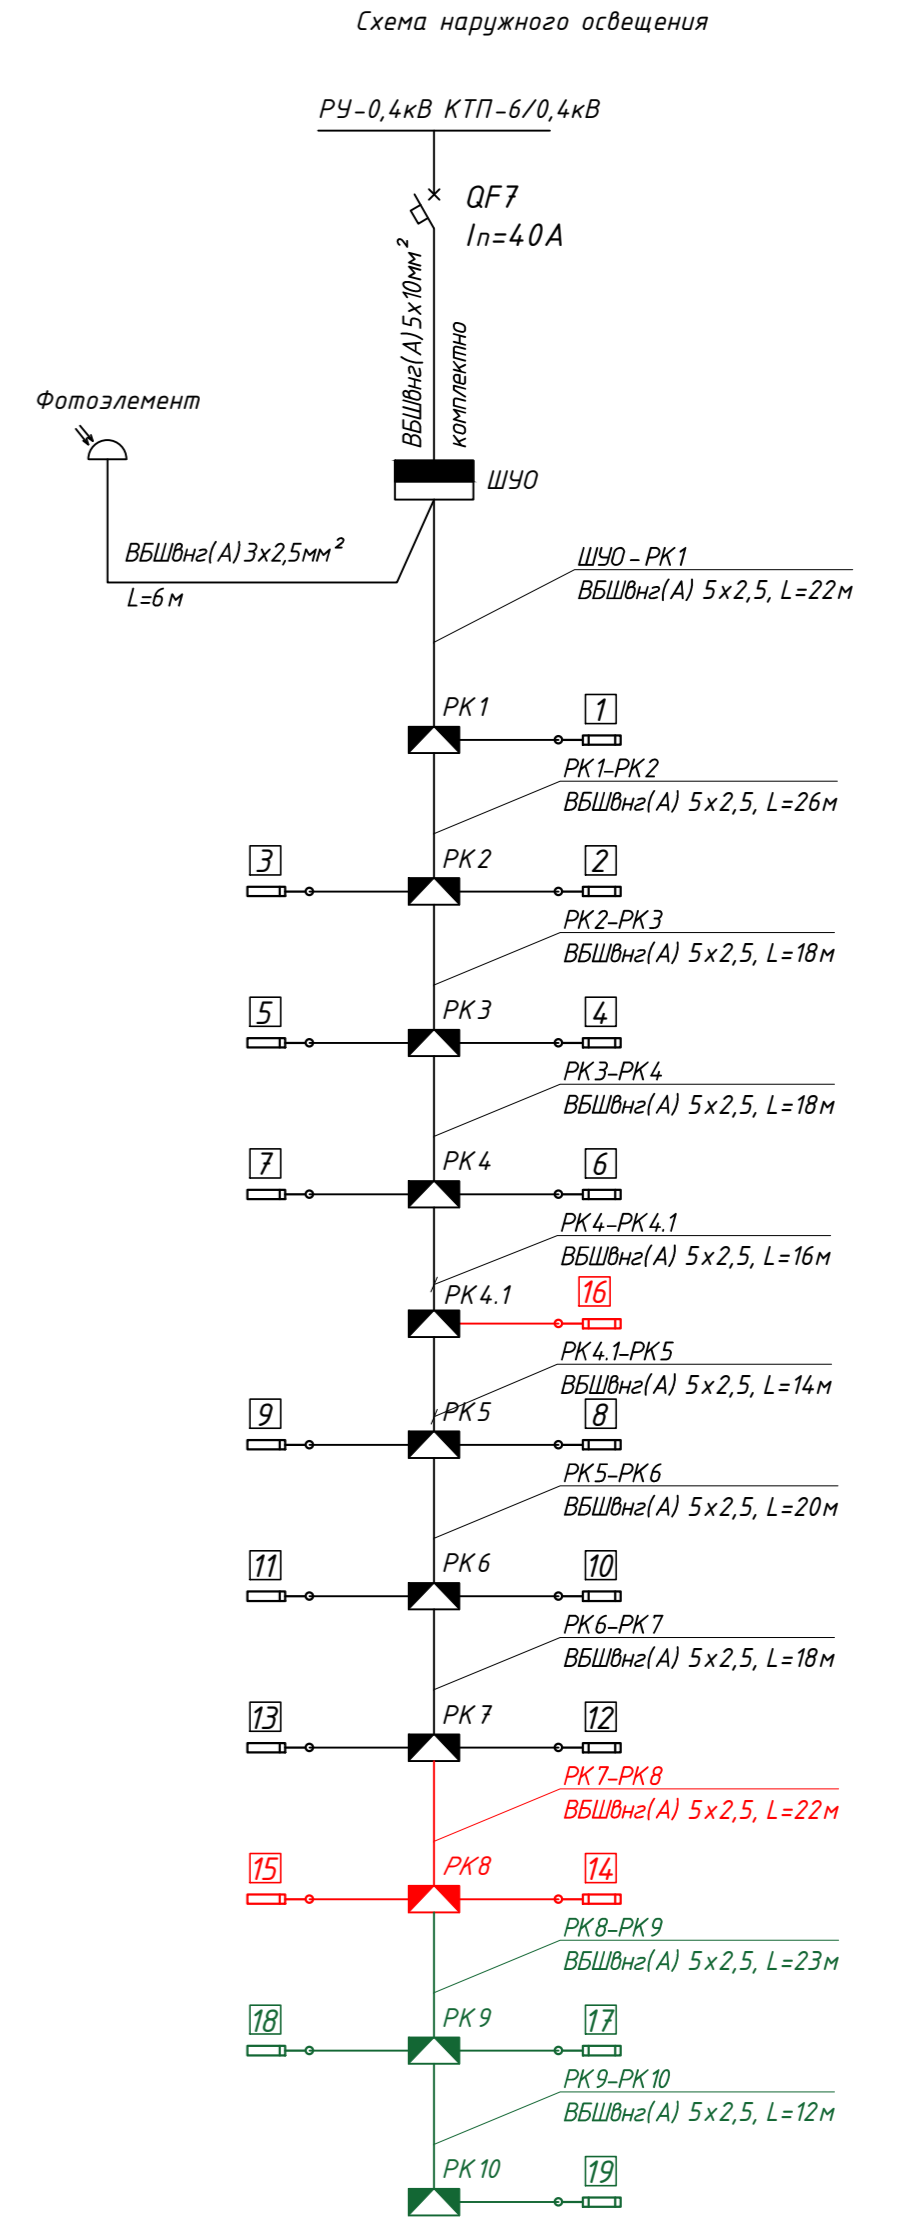 Схема наружного освещения
РУ-0,4кВ КТП-6/0,4кВ
QF7
Iп=40А
ВБШвнг(А) 5х10мм²
комплектно
Фотоэлемент
ШУО
ВБШвнг(А) 3х2,5мм²
L=6м
ШУО - РК1
ВБШвнг(А) 5х2,5, L=22м
РК1
1
РК1-РК2
ВБШвнг(А) 5х2,5, L=26м
3
РК2
2
РК2-РК3
ВБШвнг(А) 5х2,5, L=18м
5
РК3
4
РК3-РК4
ВБШвнг(А) 5х2,5, L=18м
7
РК4
6
РК4-РК4.1
ВБШвнг(А) 5х2,5, L=16м
РК4.1
16
РК4.1-РК5
ВБШвнг(А) 5х2,5, L=14м
9
РК5
8
РК5-РК6
ВБШвнг(А) 5х2,5, L=20м
11
РК6
10
РК6-РК7
ВБШвнг(А) 5х2,5, L=18м
13
РК7
12
РК7-РК8
ВБШвнг(А) 5х2,5, L=22м
15
РК8
14
РК8-РК9
ВБШвнг(А) 5х2,5, L=23м
18
РК9
17
РК9-РК10
ВБШвнг(А) 5х2,5, L=12м
РК10
19